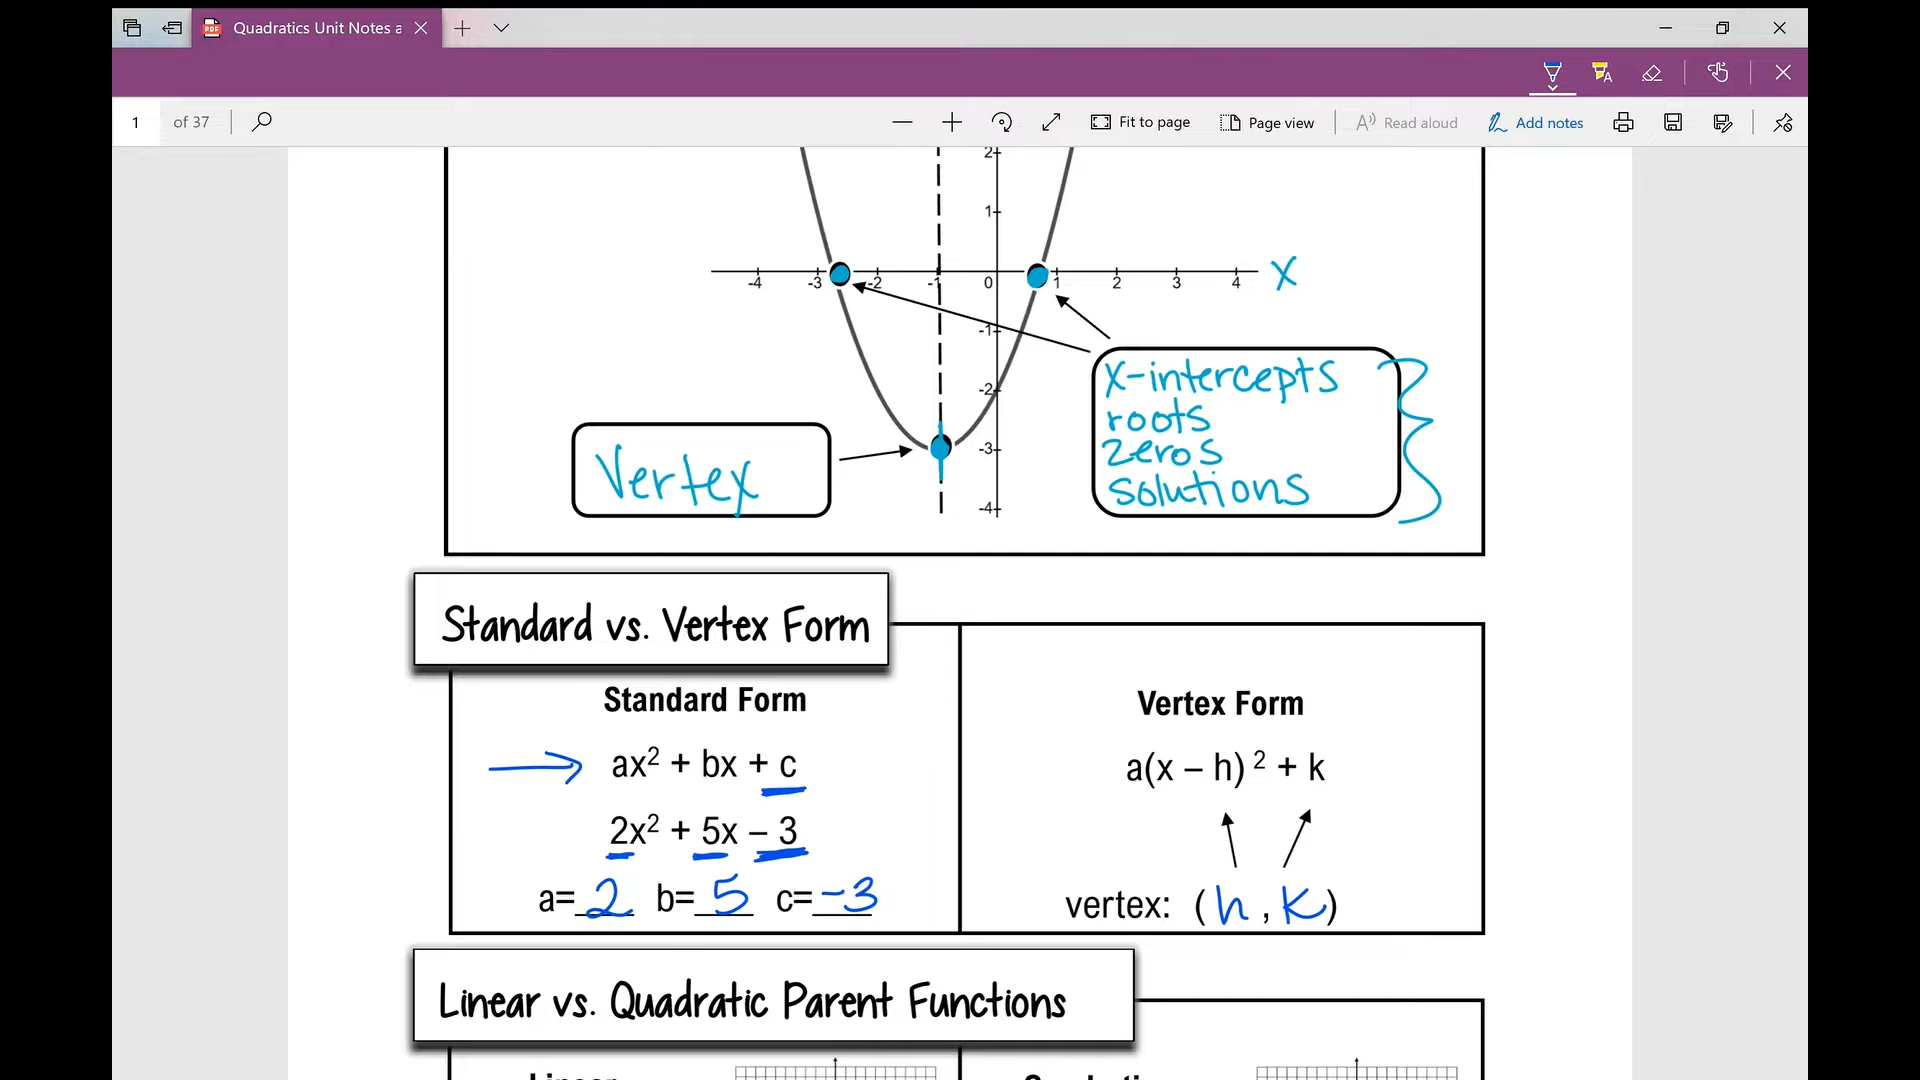 Quadratics Unit Notes a
1 of 37 Fit to page Page view Read aloud Add notes
2
1
-4 -3 -2 -1 0 1 2 3 4 X
-1
-2
-3
-4
x-intercepts
roots
zeros
solutions
Vertex
Standard vs. Vertex Form
Standard Form
ax² + bx + c
2x² + 5x – 3
a= 2 b= 5 c= -3
Vertex Form
a(x – h)² + k
vertex: (h, k)
Linear vs. Quadratic Parent Functions